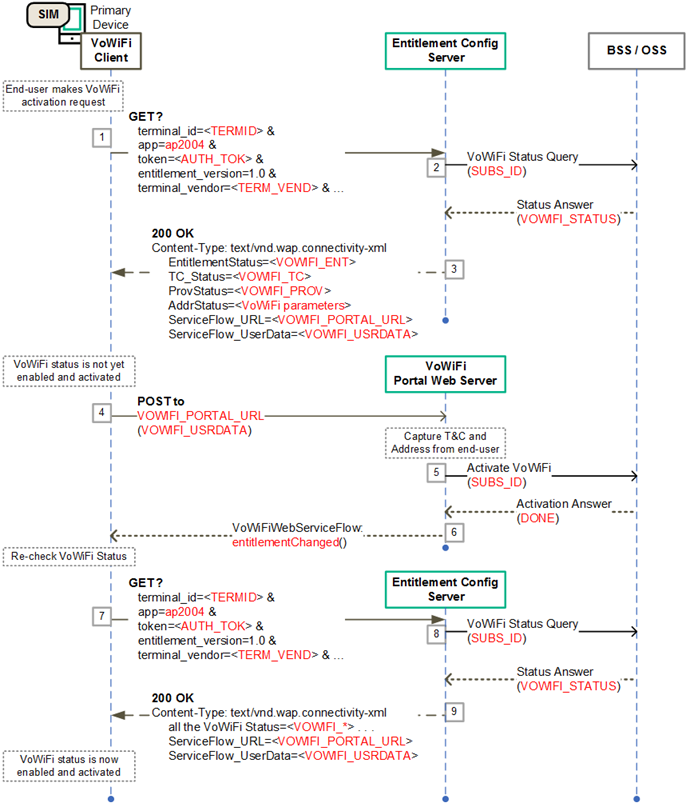 SIM
Primary
Device
VoWiFi
Client
Entitlement Config
Server
BSS / OSS
End-user makes VoWiFi
activation request
1
GET?
terminal_id=<TERMID> &
app=ap2004 &
token=<AUTH_TOK> &
entitlement_version=1.0 &
terminal_vendor=<TERM_VEND> & ...
2
VoWiFi Status Query
(SUBS_ID)
Status Answer
(VOWIFI_STATUS)
200 OK
Content-Type: text/vnd.wap.connectivity-xml
EntitlementStatus=<VOWIFI_ENT>
TC_Status=<VOWIFI_TC>
ProvStatus=<VOWIFI_PROV>
AddrStatus=<VoWiFi parameters>
ServiceFlow_URL=<VOWIFI_PORTAL_URL>
ServiceFlow_UserData=<VOWIFI_USRDATA>
3
VoWiFi status is not yet
enabled and activated
VoWiFi
Portal Web Server
4
POST to
VOWIFI_PORTAL_URL
(VOWIFI_USRDATA)
Capture T&C and
Address from end-user
5
Activate VoWiFi
(SUBS_ID)
Activation Answer
(DONE)
6
VoWiFiWebServiceFlow:
entitlementChanged()
Re-check VoWiFi Status
Entitlement Config
Server
7
GET?
terminal_id=<TERMID> &
app=ap2004 &
token=<AUTH_TOK> &
entitlement_version=1.0 &
terminal_vendor=<TERM_VEND> & ...
8
VoWiFi Status Query
(SUBS_ID)
Status Answer
(VOWIFI_STATUS)
200 OK
Content-Type: text/vnd.wap.connectivity-xml
all the VoWiFi Status=<VOWIFI_*> . . .
ServiceFlow_URL=<VOWIFI_PORTAL_URL>
ServiceFlow_UserData=<VOWIFI_USRDATA>
9
VoWiFi status is now
enabled and activated